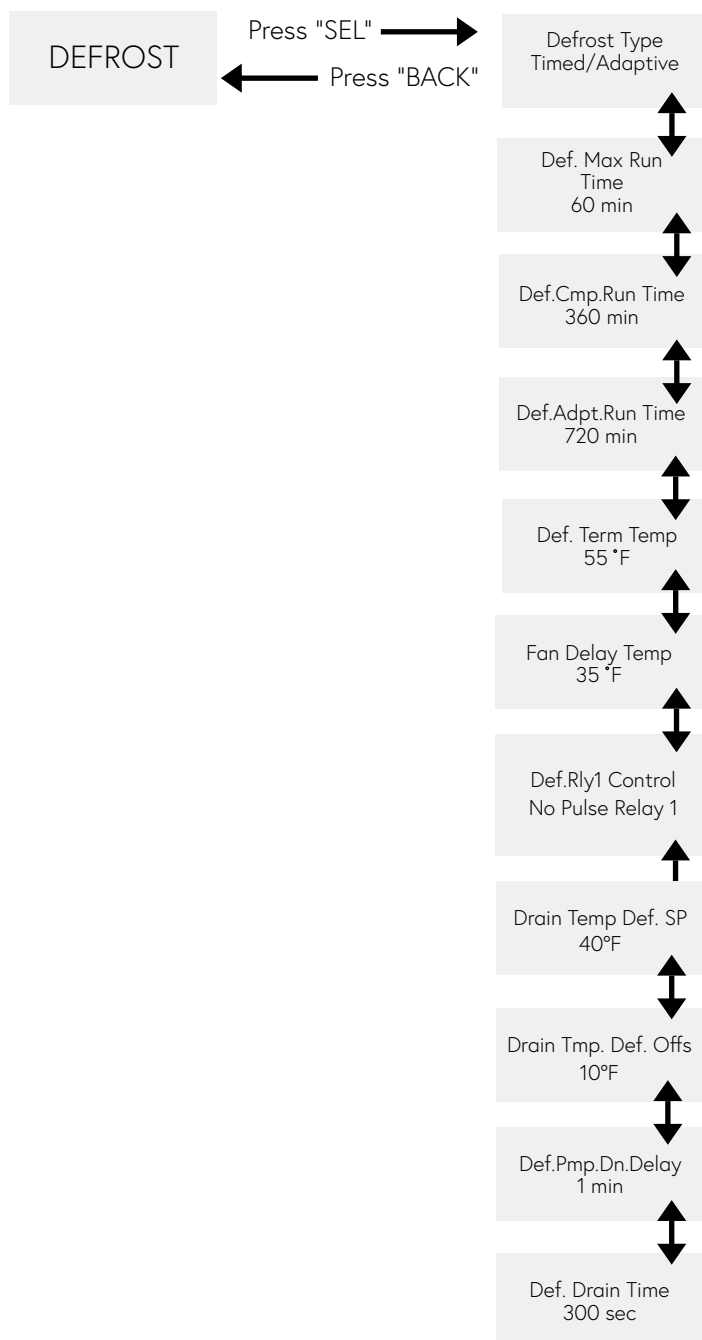 DEFROST
Press "SEL"
Press "BACK"
Defrost Type
Timed/Adaptive
Def. Max Run
Time
60 min
Def.Cmp.Run Time
360 min
Def.Adpt.Run Time
720 min
Def. Term Temp
55 °F
Fan Delay Temp
35 °F
Def.Rly1 Control
No Pulse Relay 1
Drain Temp Def. SP
40°F
Drain Tmp. Def. Offs
10°F
Def.Pmp.Dn.Delay
1 min
Def. Drain Time
300 sec